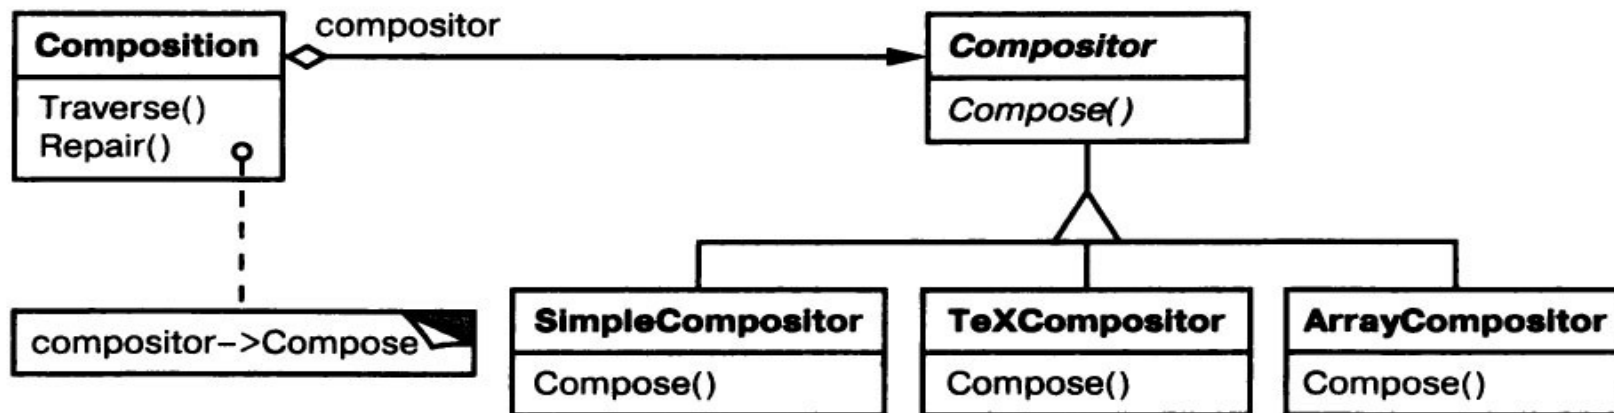 Composition
compositor
Compositor
Traverse()
Repair()
Compose()
compositor–>Compose
SimpleCompositor
TeXCompositor
ArrayCompositor
Compose()
Compose()
Compose()